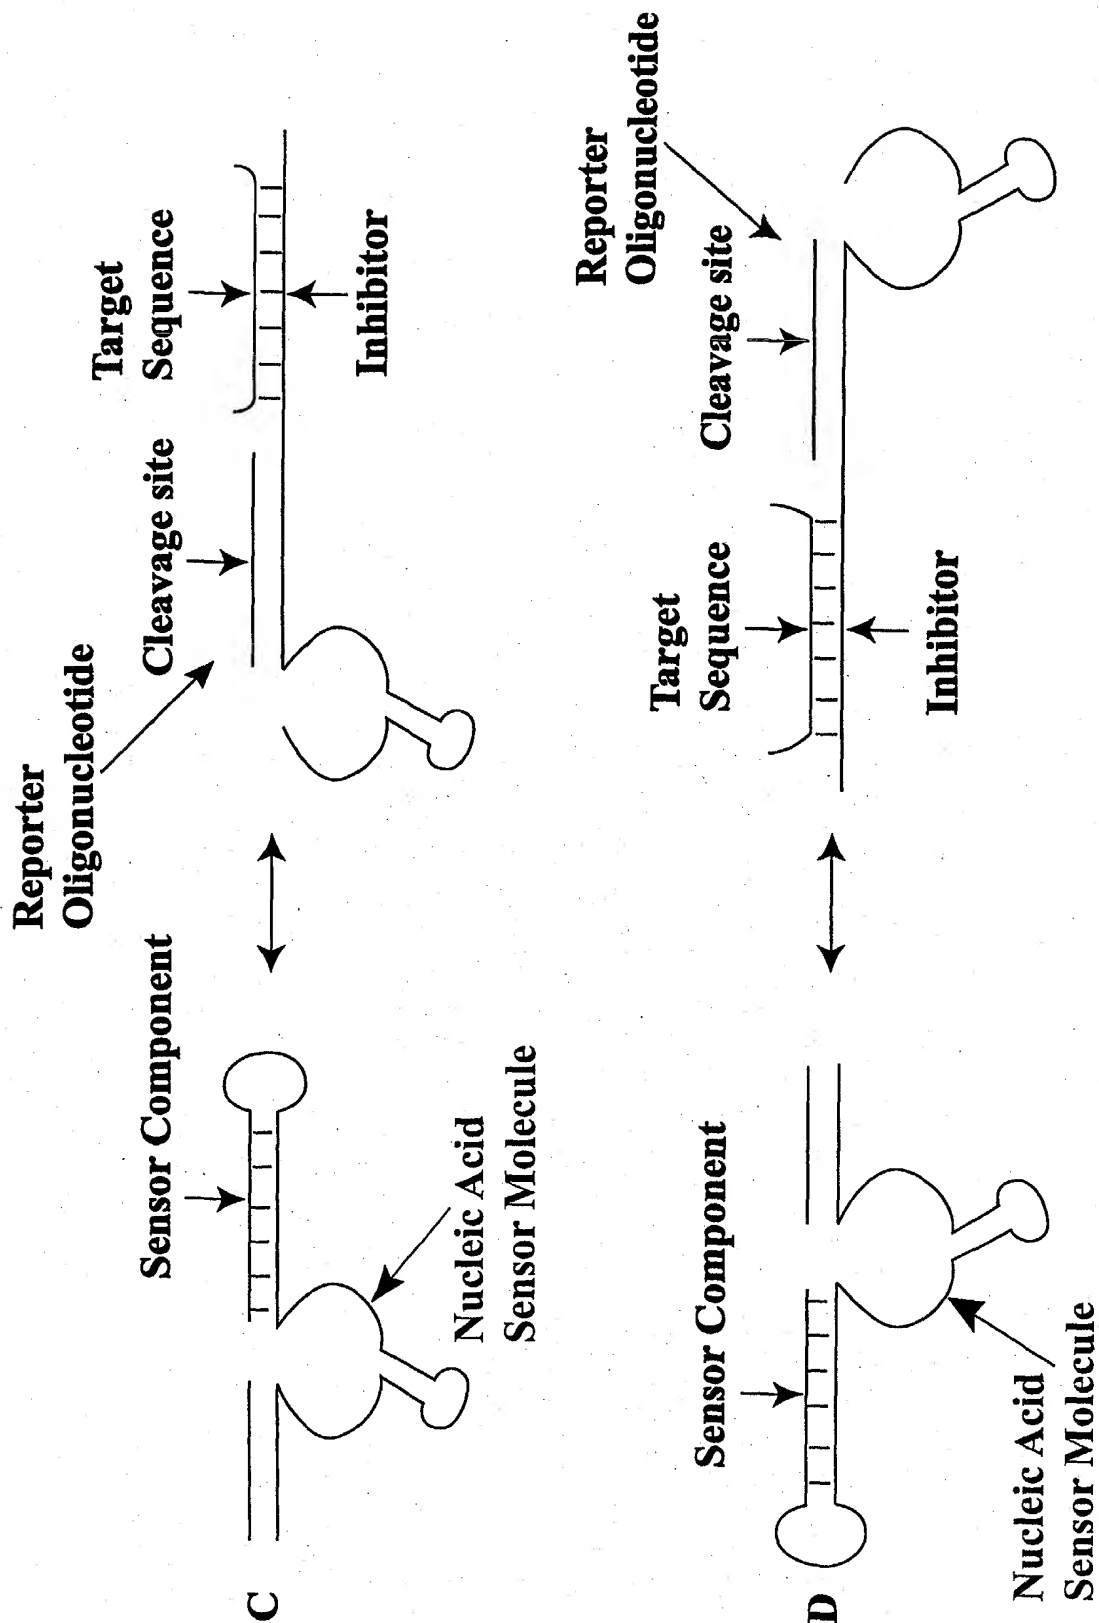 C
Sensor Component
Nucleic Acid
Sensor Molecule
Reporter
Oligonucleotide
Cleavage site
Target
Sequence
Inhibitor
D
Sensor Component
Nucleic Acid
Sensor Molecule
Target
Sequence
Inhibitor
Cleavage site
Reporter
Oligonucleotide